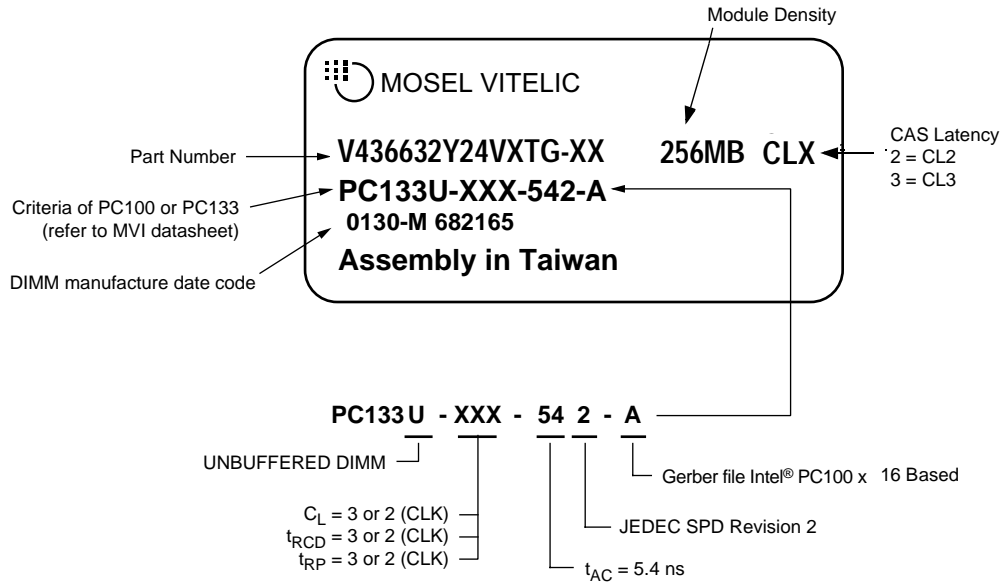 Module Density
MOSEL VITELIC
V436632Y24VXTG-XX 256MB CLX
Part Number
CAS Latency
2 = CL2
3 = CL3
PC133U-XXX-542-A
Criteria of PC100 or PC133
(refer to MVI datasheet)
0130-M 682165
DIMM manufacture date code
Assembly in Taiwan
PC133 U - XXX - 54 2 - A
UNBUFFERED DIMM
Gerber file Intel® PC100 x 16 Based
CL = 3 or 2 (CLK)
tRCD = 3 or 2 (CLK)
tRP = 3 or 2 (CLK)
JEDEC SPD Revision 2
tAC = 5.4 ns